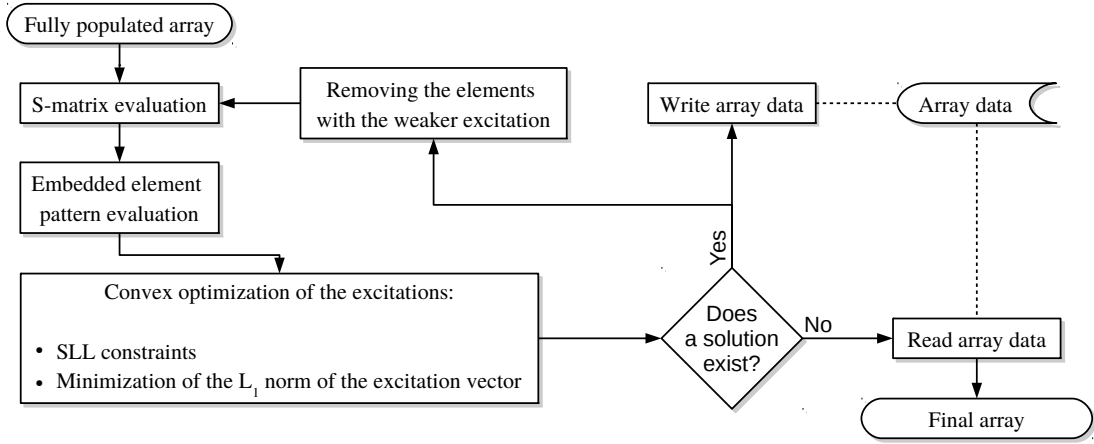 Fully populated array
S-matrix evaluation
Removing the elements
with the weaker excitation
Write array data
Array data
Embedded element
pattern evaluation
Convex optimization of the excitations:
• SLL constraints
• Minimization of the L₁ norm of the excitation vector
Yes
Does
a solution
exist?
No
Read array data
Final array